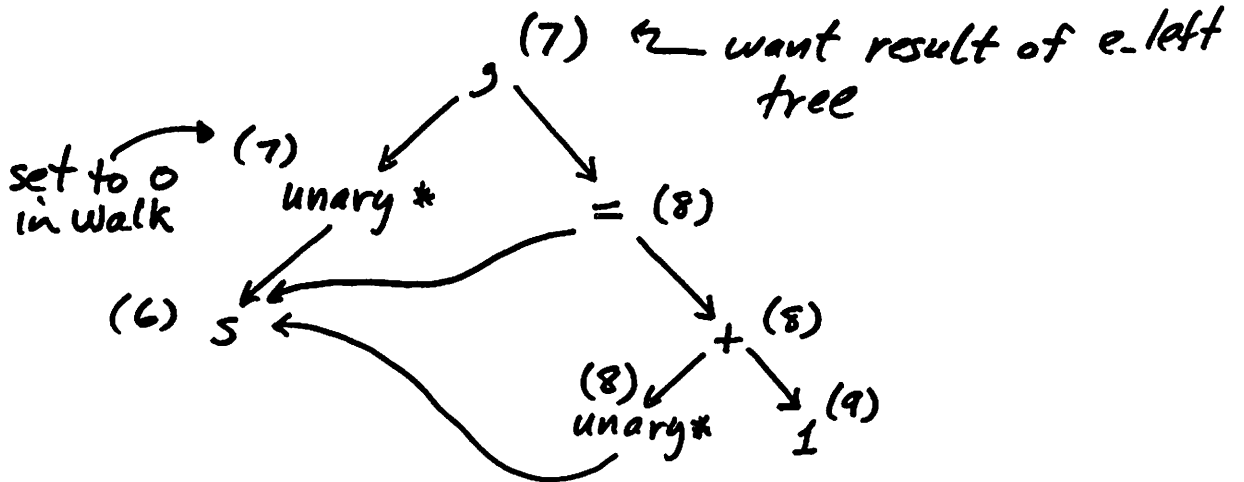 (7) want result of e-left
tree
,
set to 0
in walk
(7)
unary *
= (8)
(6) s
+ (8)
(8)
unary*
1 (9)